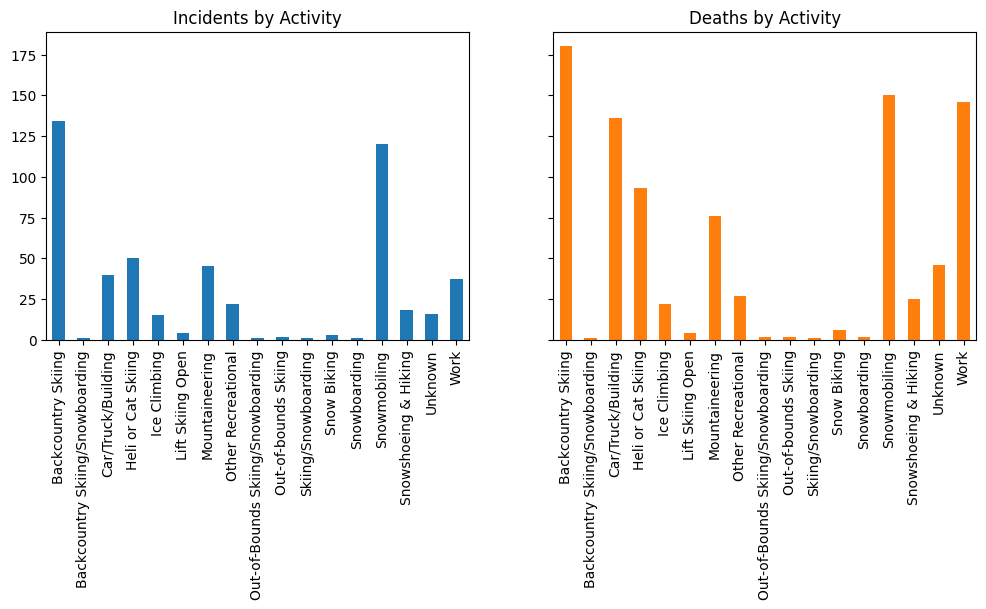 Incidents by Activity
175
150
125
100
75
50
25
0
Backcountry Skiing
Backcountry Skiing/Snowboarding
Car/Truck/Building
Heli or Cat Skiing
Ice Climbing
Lift Skiing Open
Mountaineering
Other Recreational
Out-of-Bounds Skiing/Snowboarding
Out-of-bounds Skiing
Skiing/Snowboarding
Snow Biking
Snowboarding
Snowmobiling
Snowshoeing & Hiking
Unknown
Work
Deaths by Activity
Backcountry Skiing
Backcountry Skiing/Snowboarding
Car/Truck/Building
Heli or Cat Skiing
Ice Climbing
Lift Skiing Open
Mountaineering
Other Recreational
Out-of-Bounds Skiing/Snowboarding
Out-of-bounds Skiing
Skiing/Snowboarding
Snow Biking
Snowboarding
Snowmobiling
Snowshoeing & Hiking
Unknown
Work